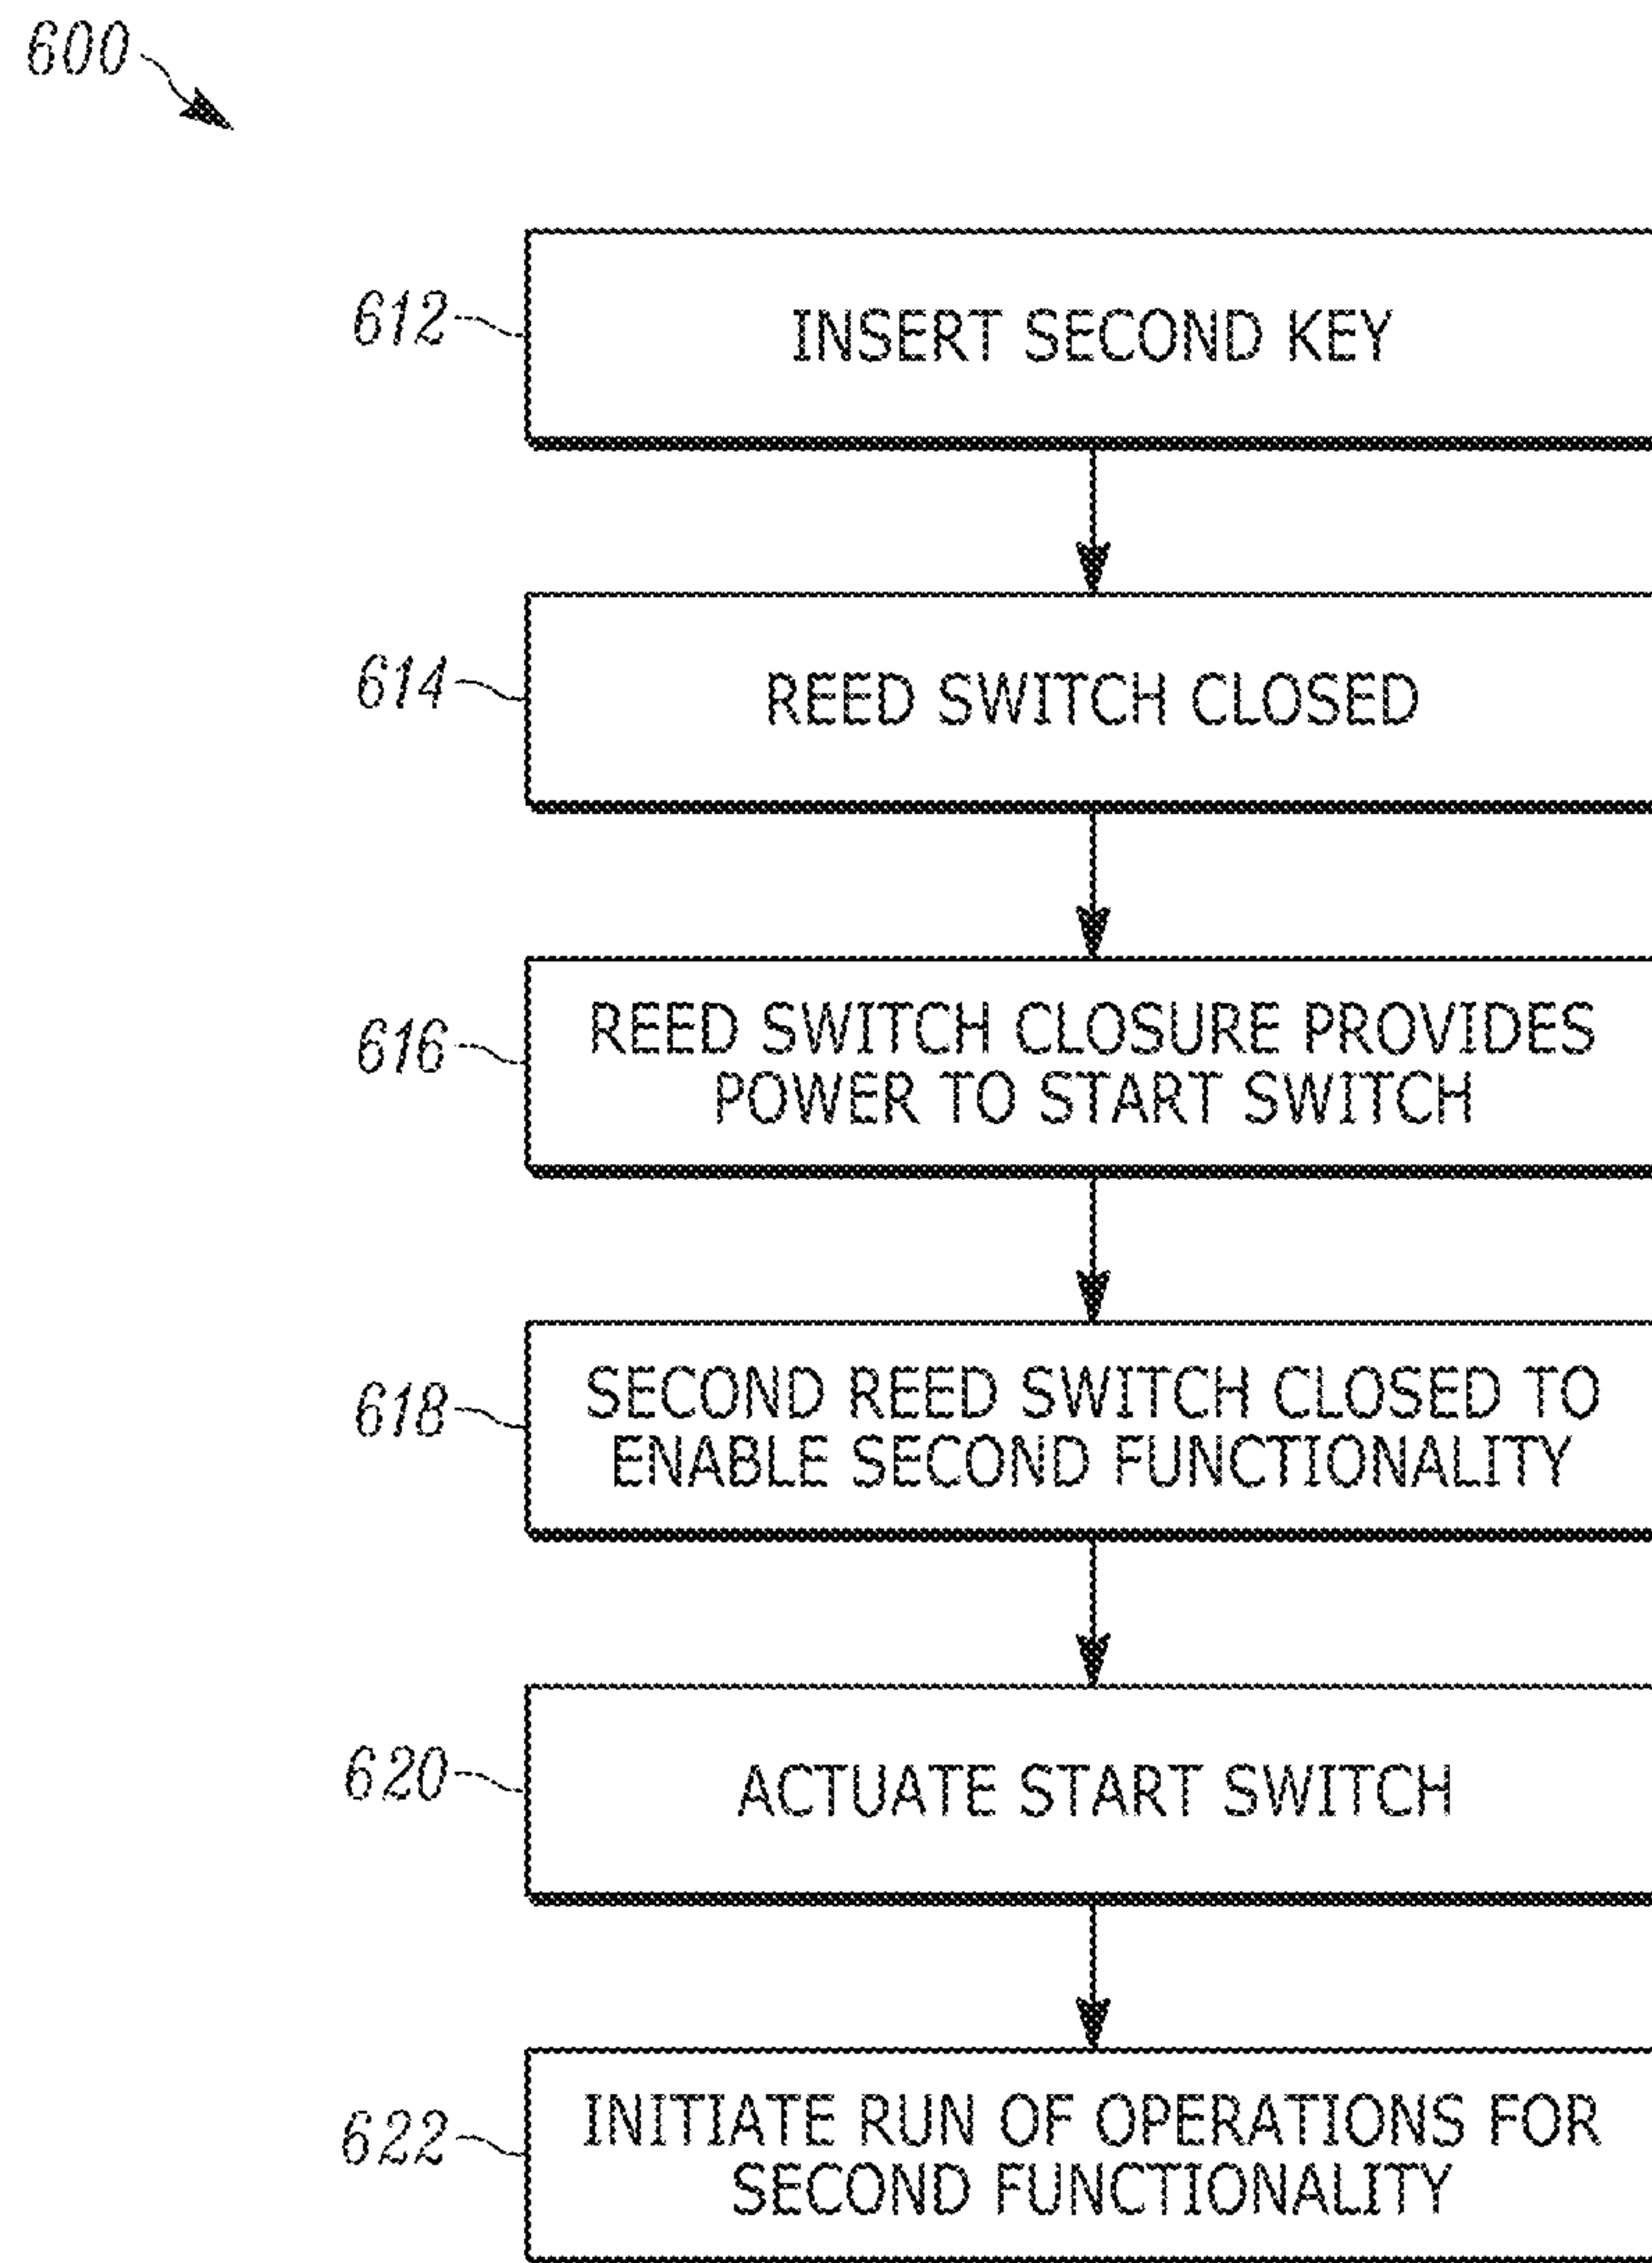 600
612
INSERT SECOND KEY
614
REED SWITCH CLOSED
616
REED SWITCH CLOSURE PROVIDES
POWER TO START SWITCH
618
SECOND REED SWITCH CLOSED TO
ENABLE SECOND FUNCTIONALITY
620
ACTUATE START SWITCH
622
INITIATE RUN OF OPERATIONS FOR
SECOND FUNCTIONALITY